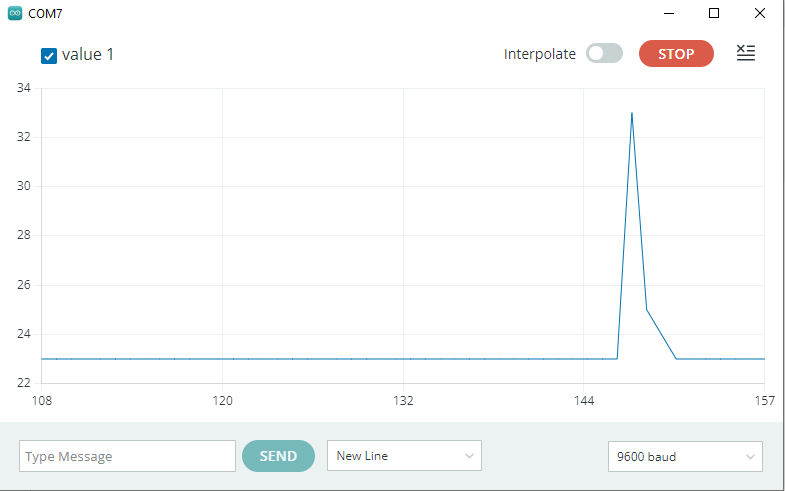 COM7
value 1
Interpolate
STOP
34
32
30
28
26
24
22
108 120 132 144 157
Type Message
SEND
New Line
9600 baud